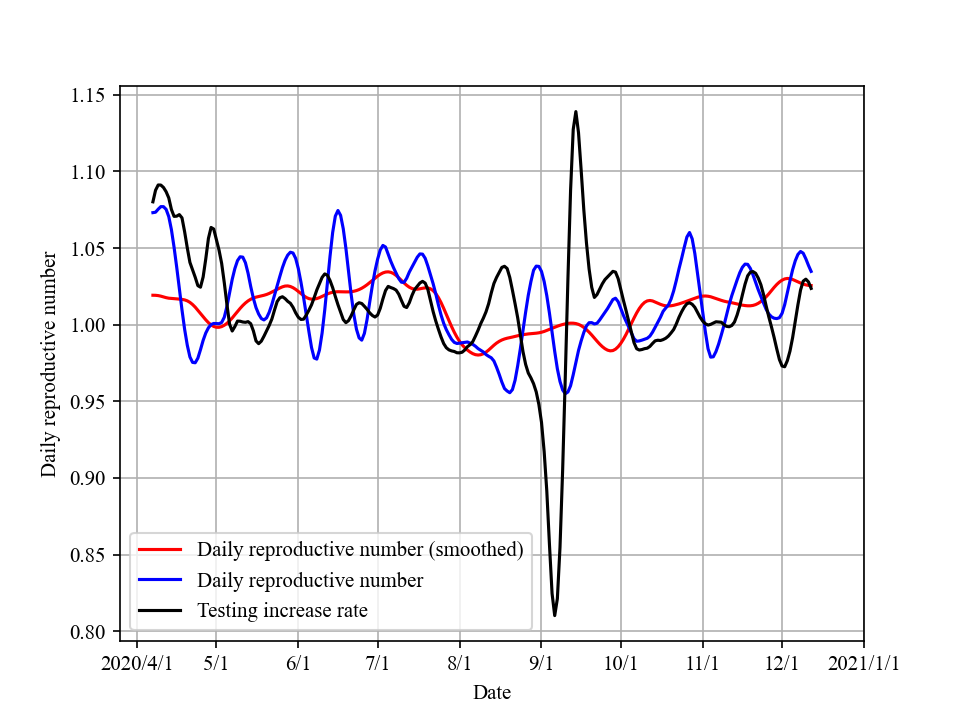 1.15
1.10
1.05
1.00
0.95
0.90
0.85
0.80
Daily reproductive number
Daily reproductive number (smoothed)
Daily reproductive number
Testing increase rate
2020/4/1 5/1 6/1 7/1 8/1 9/1 10/1 11/1 12/1 2021/1/1
Date